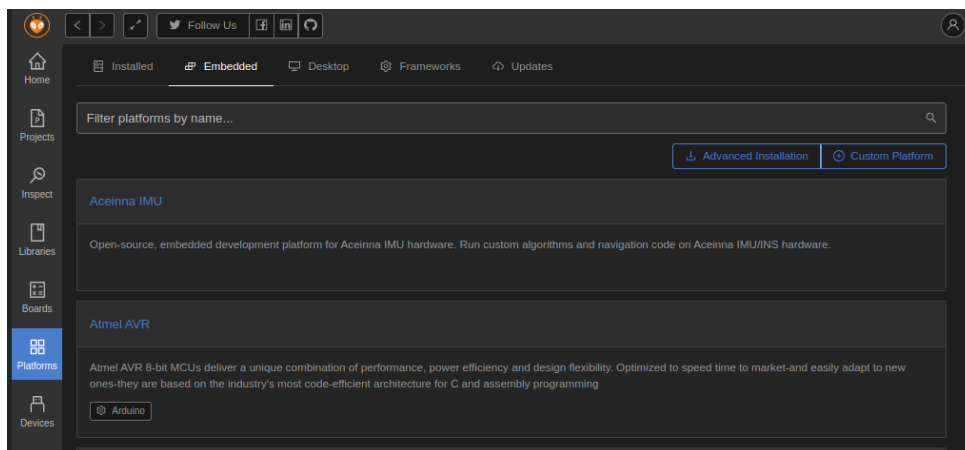 Follow Us
Home
Projects
Inspect
Libraries
Boards
Platforms
Devices
Installed
Embedded
Desktop
Frameworks
Updates
Filter platforms by name...
Advanced Installation
Custom Platform
Aceinna IMU
Open-source, embedded development platform for Aceinna IMU hardware. Run custom algorithms and navigation code on Aceinna IMU/INS hardware.
Atmel AVR
Atmel AVR 8-bit MCUs deliver a unique combination of performance, power efficiency and design flexibility. Optimized to speed time to market-and easily adapt to new
ones-they are based on the industry's most code-efficient architecture for C and assembly programming
Arduino